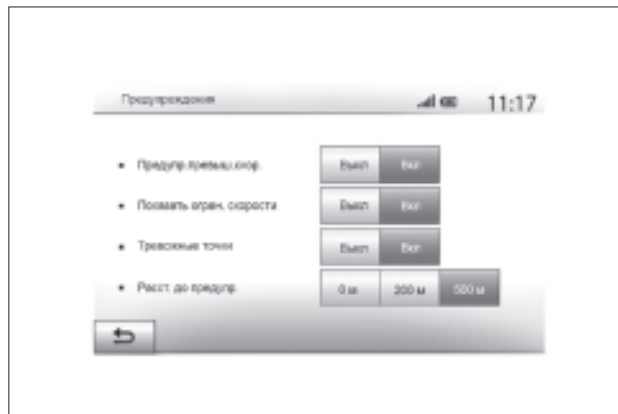 Предупреждения 11:17
Предупр.превыш.скор. Выкл Вкл
Показать огран. скорости Выкл Вкл
Тревожные точки Выкл Вкл
Расст. до предупр. 0 м 200 м 500 м